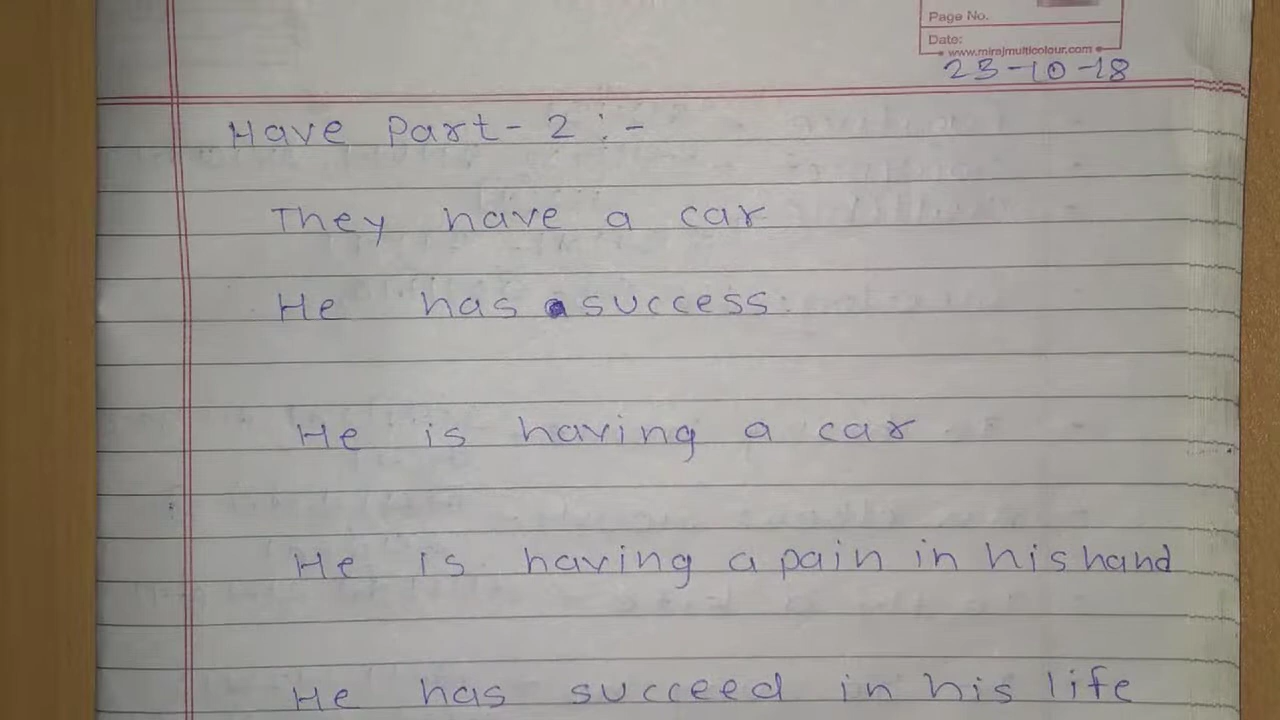 Page No.
Date:
www.mirajmulticolour.com
23-10-18
Have Part-2:-
They have a car
He has success.
He is having a car
He is having a pain in his hand
He has succeed in his life